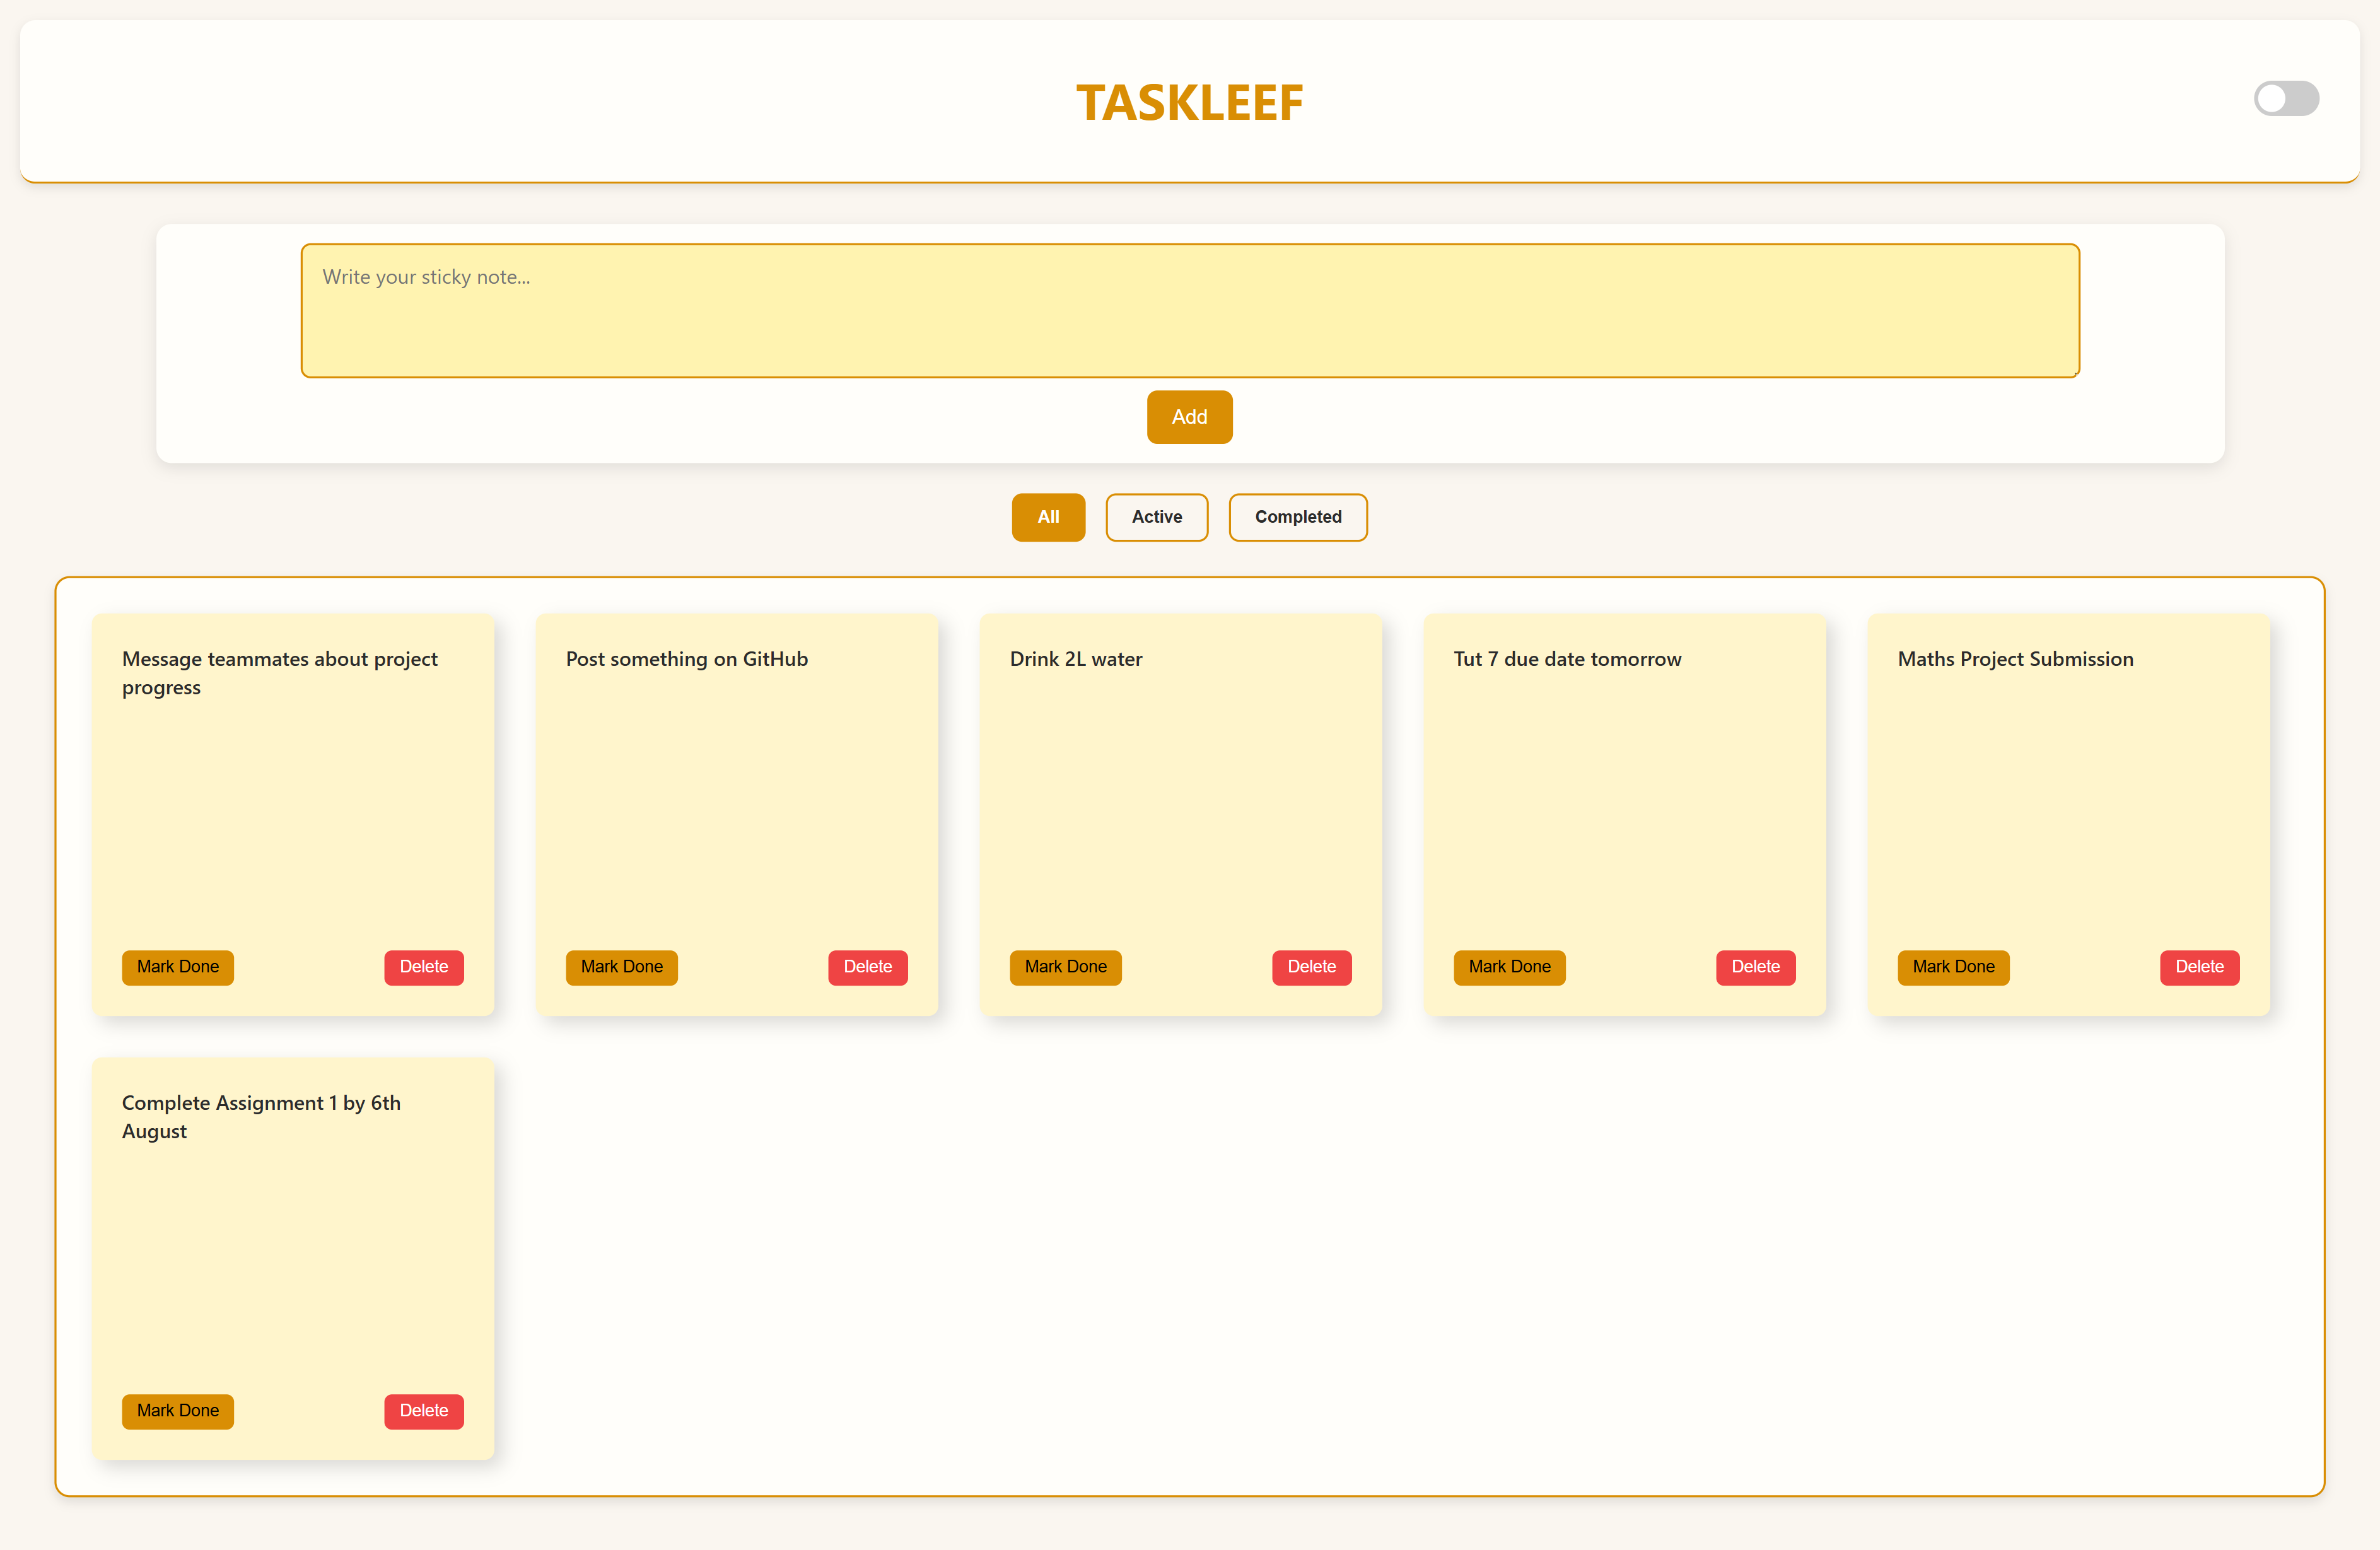 TASKLEEF
Write your sticky note...
Add
All
Active
Completed
Message teammates about project
progress
Mark Done
Delete
Post something on GitHub
Mark Done
Delete
Drink 2L water
Mark Done
Delete
Tut 7 due date tomorrow
Mark Done
Delete
Maths Project Submission
Mark Done
Delete
Complete Assignment 1 by 6th
August
Mark Done
Delete